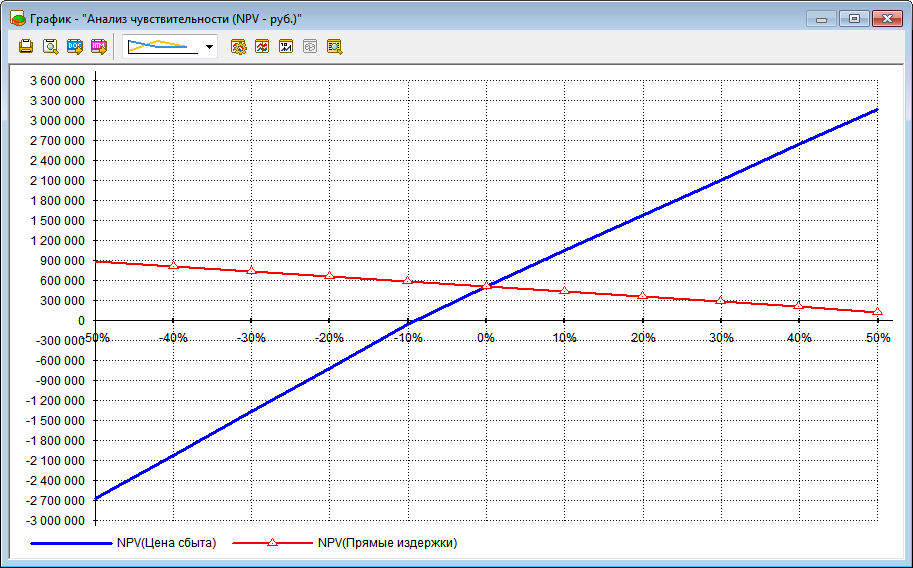 График - "Анализ чувствительности (NPV - руб.)"
DOC HTM
3 600 000
3 300 000
3 000 000
2 700 000
2 400 000
2 100 000
1 800 000
1 500 000
1 200 000
900 000
600 000
300 000
0
-50% -40% -30% -20% -10% 0% 10% 20% 30% 40% 50%
-300 000
-600 000
-900 000
-1 200 000
-1 500 000
-1 800 000
-2 100 000
-2 400 000
-2 700 000
-3 000 000
NPV(Цена сбыта) NPV(Прямые издержки)